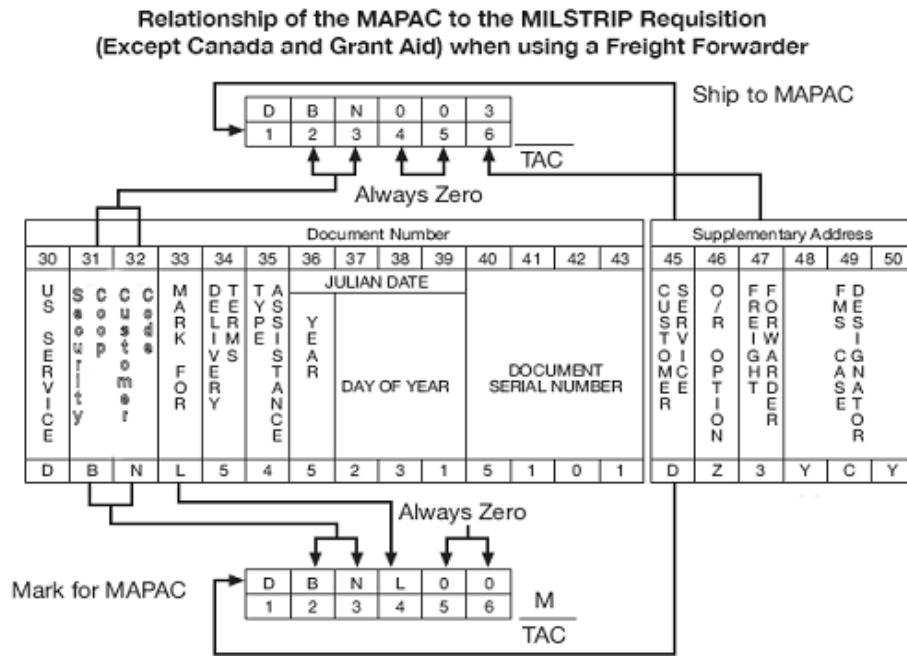 Relationship of the MAPAC to the MILSTRIP Requisition
(Except Canada and Grant Aid) when using a Freight Forwarder
Ship to MAPAC
D B N 0 0 3
1 2 3 4 5 6
TAC
Always Zero
Document Number
Supplementary Address
30 31 32 33 34 35 36 37 38 39 40 41 42 43 45 46 47 48 49 50
US SERVICE
Security Coop Customer Code
MARK FOR
DELIVERY TERMS
TYPE ASSISTANCE
JULIAN DATE
YEAR
DAY OF YEAR
DOCUMENT
SERIAL NUMBER
CUSTOMER SERVICE
O/R OPTION
FREIGHT FORWARDER
FMS CASE DESIGNATOR
D B N L 5 4 5 2 3 1 5 1 0 1 D Z 3 Y C Y
Always Zero
Mark for MAPAC
D B N L 0 0
1 2 3 4 5 6
M
TAC